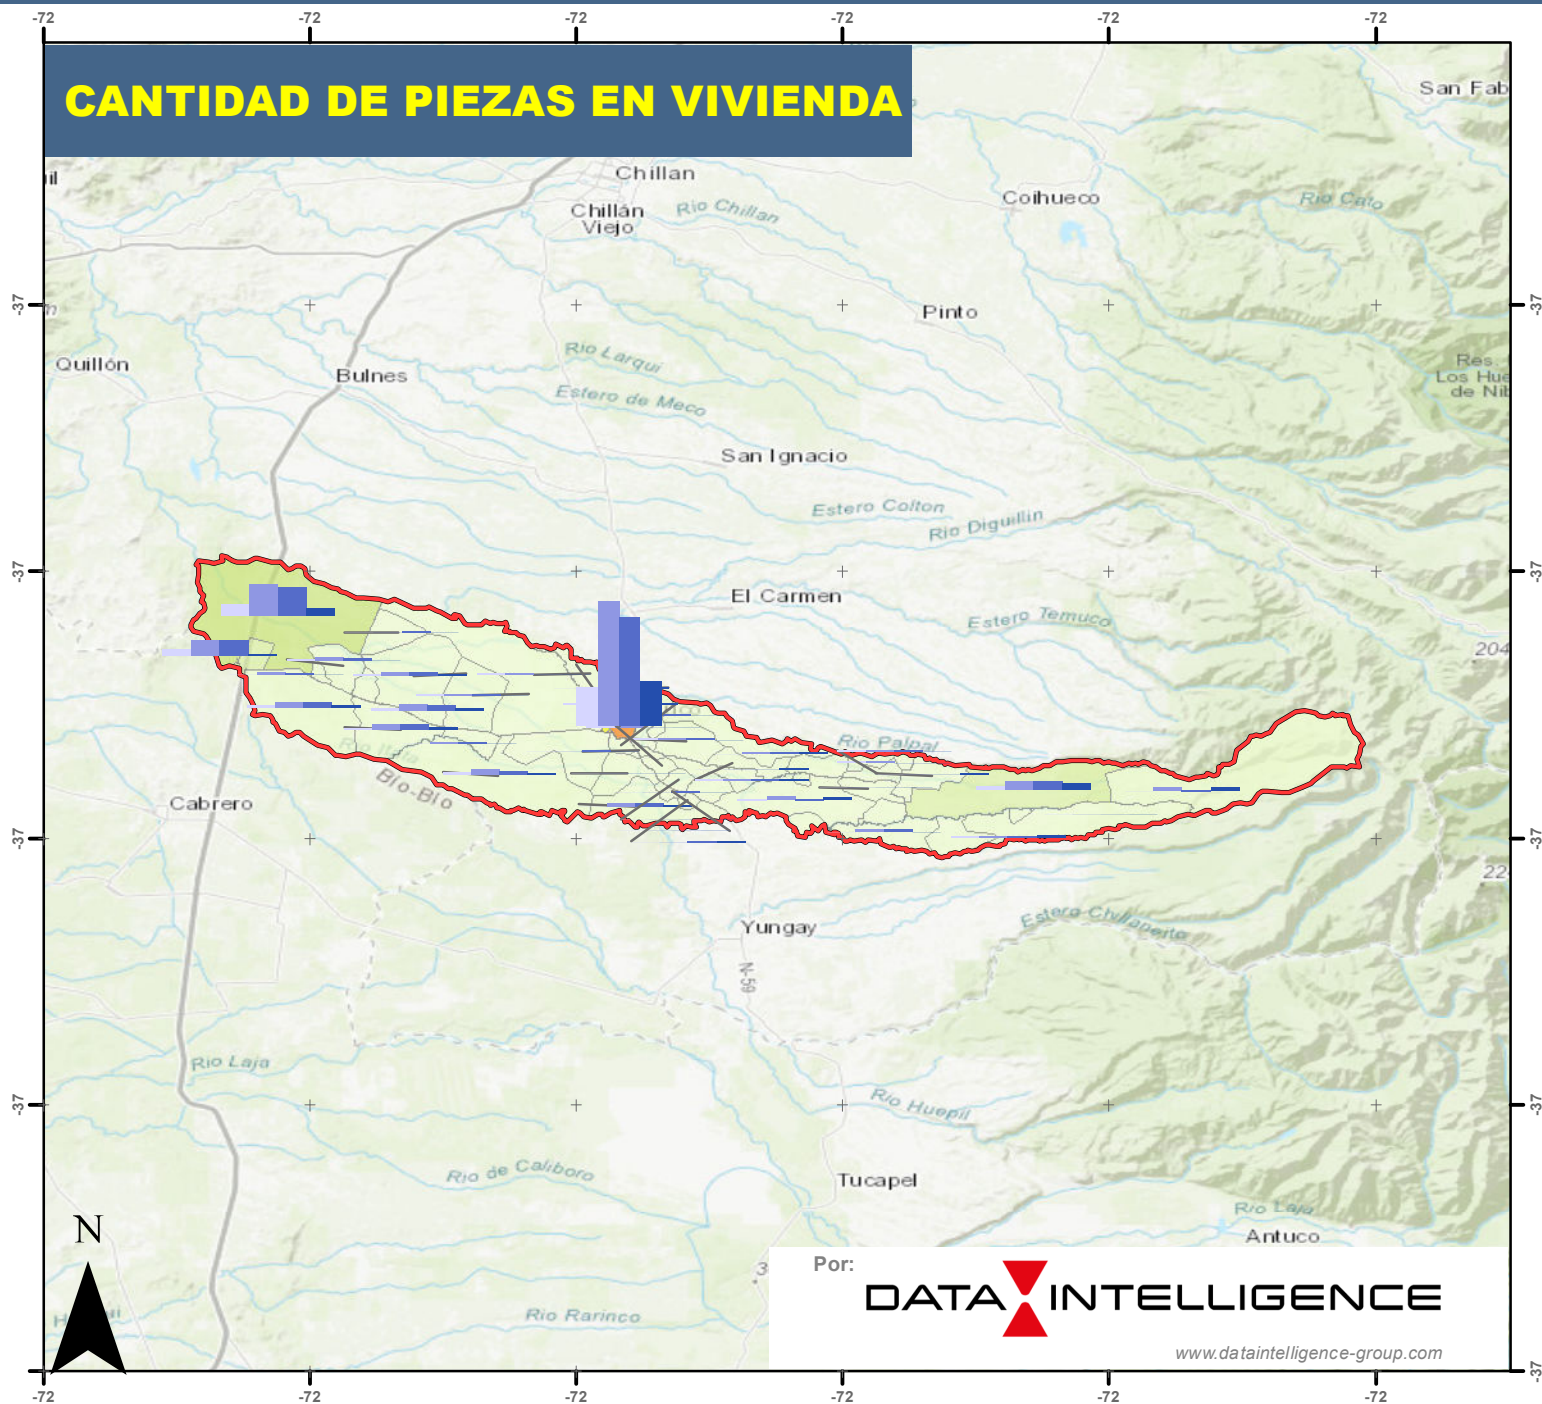 -72 -72 -72 -72 -72 -72
CANTIDAD DE PIEZAS EN VIVIENDA
San Fab
Chillan
Coihueco
Rio Cato
Chillán
Viejo
Rio Chillan
-37 -37
Pinto
Quillón
Bulnes
Rio Larqui
Res.
Los Hue
de Nib
Estero de Meco
San Ignacio
Estero Colton
Rio Diguillin
-37 -37
El Carmen
Estero Temuco
204
Rio Palpal
Bío-Bío
Cabrero
-37 -37
22
Yungay
Estero Chillancito
N-59
Rio Laja
-37 -37
Rio Huepil
Rio de Caliboro
Tucapel
Rio Laja
Antuco
N
Por:
DATA INTELLIGENCE
www.dataintelligence-group.com
Rio Rarinco
-37 -37
-72 -72 -72 -72 -72 -72